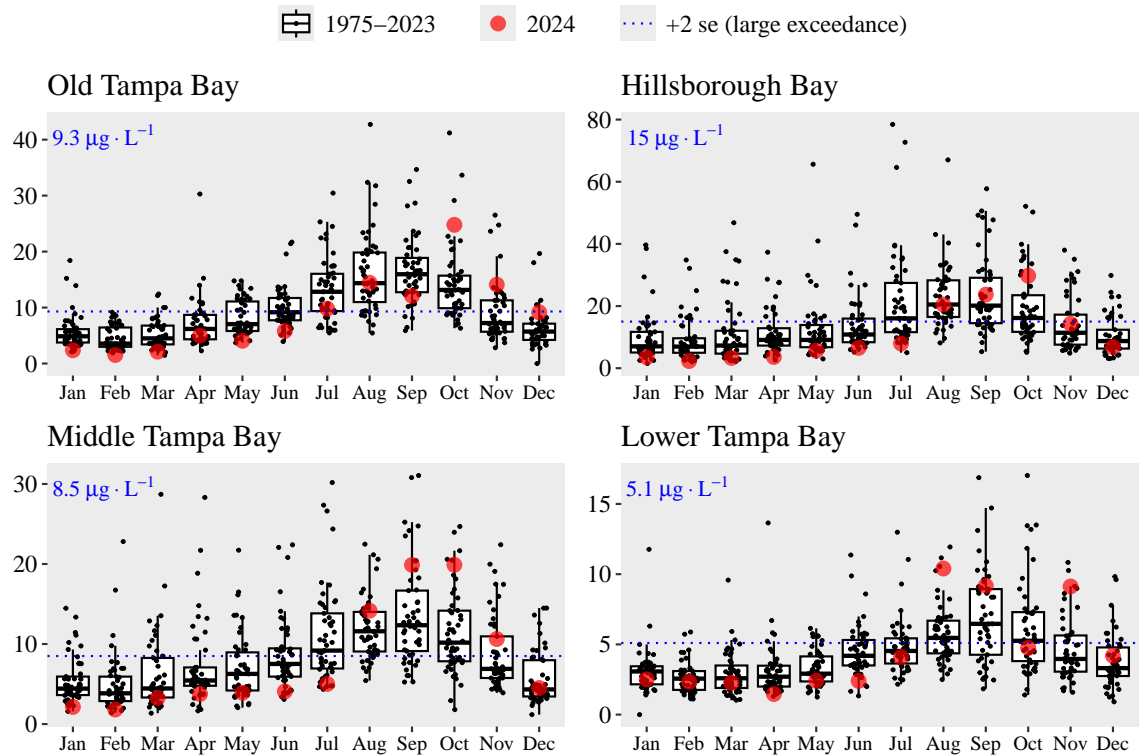 1975–2023 2024 +2 se (large exceedance)
Old Tampa Bay
9.3 µg · L⁻¹
40
30
20
10
0
Jan Feb Mar Apr May Jun Jul Aug Sep Oct Nov Dec
Hillsborough Bay
15 µg · L⁻¹
80
60
40
20
0
Jan Feb Mar Apr May Jun Jul Aug Sep Oct Nov Dec
Middle Tampa Bay
8.5 µg · L⁻¹
30
20
10
0
Jan Feb Mar Apr May Jun Jul Aug Sep Oct Nov Dec
Lower Tampa Bay
5.1 µg · L⁻¹
15
10
5
0
Jan Feb Mar Apr May Jun Jul Aug Sep Oct Nov Dec